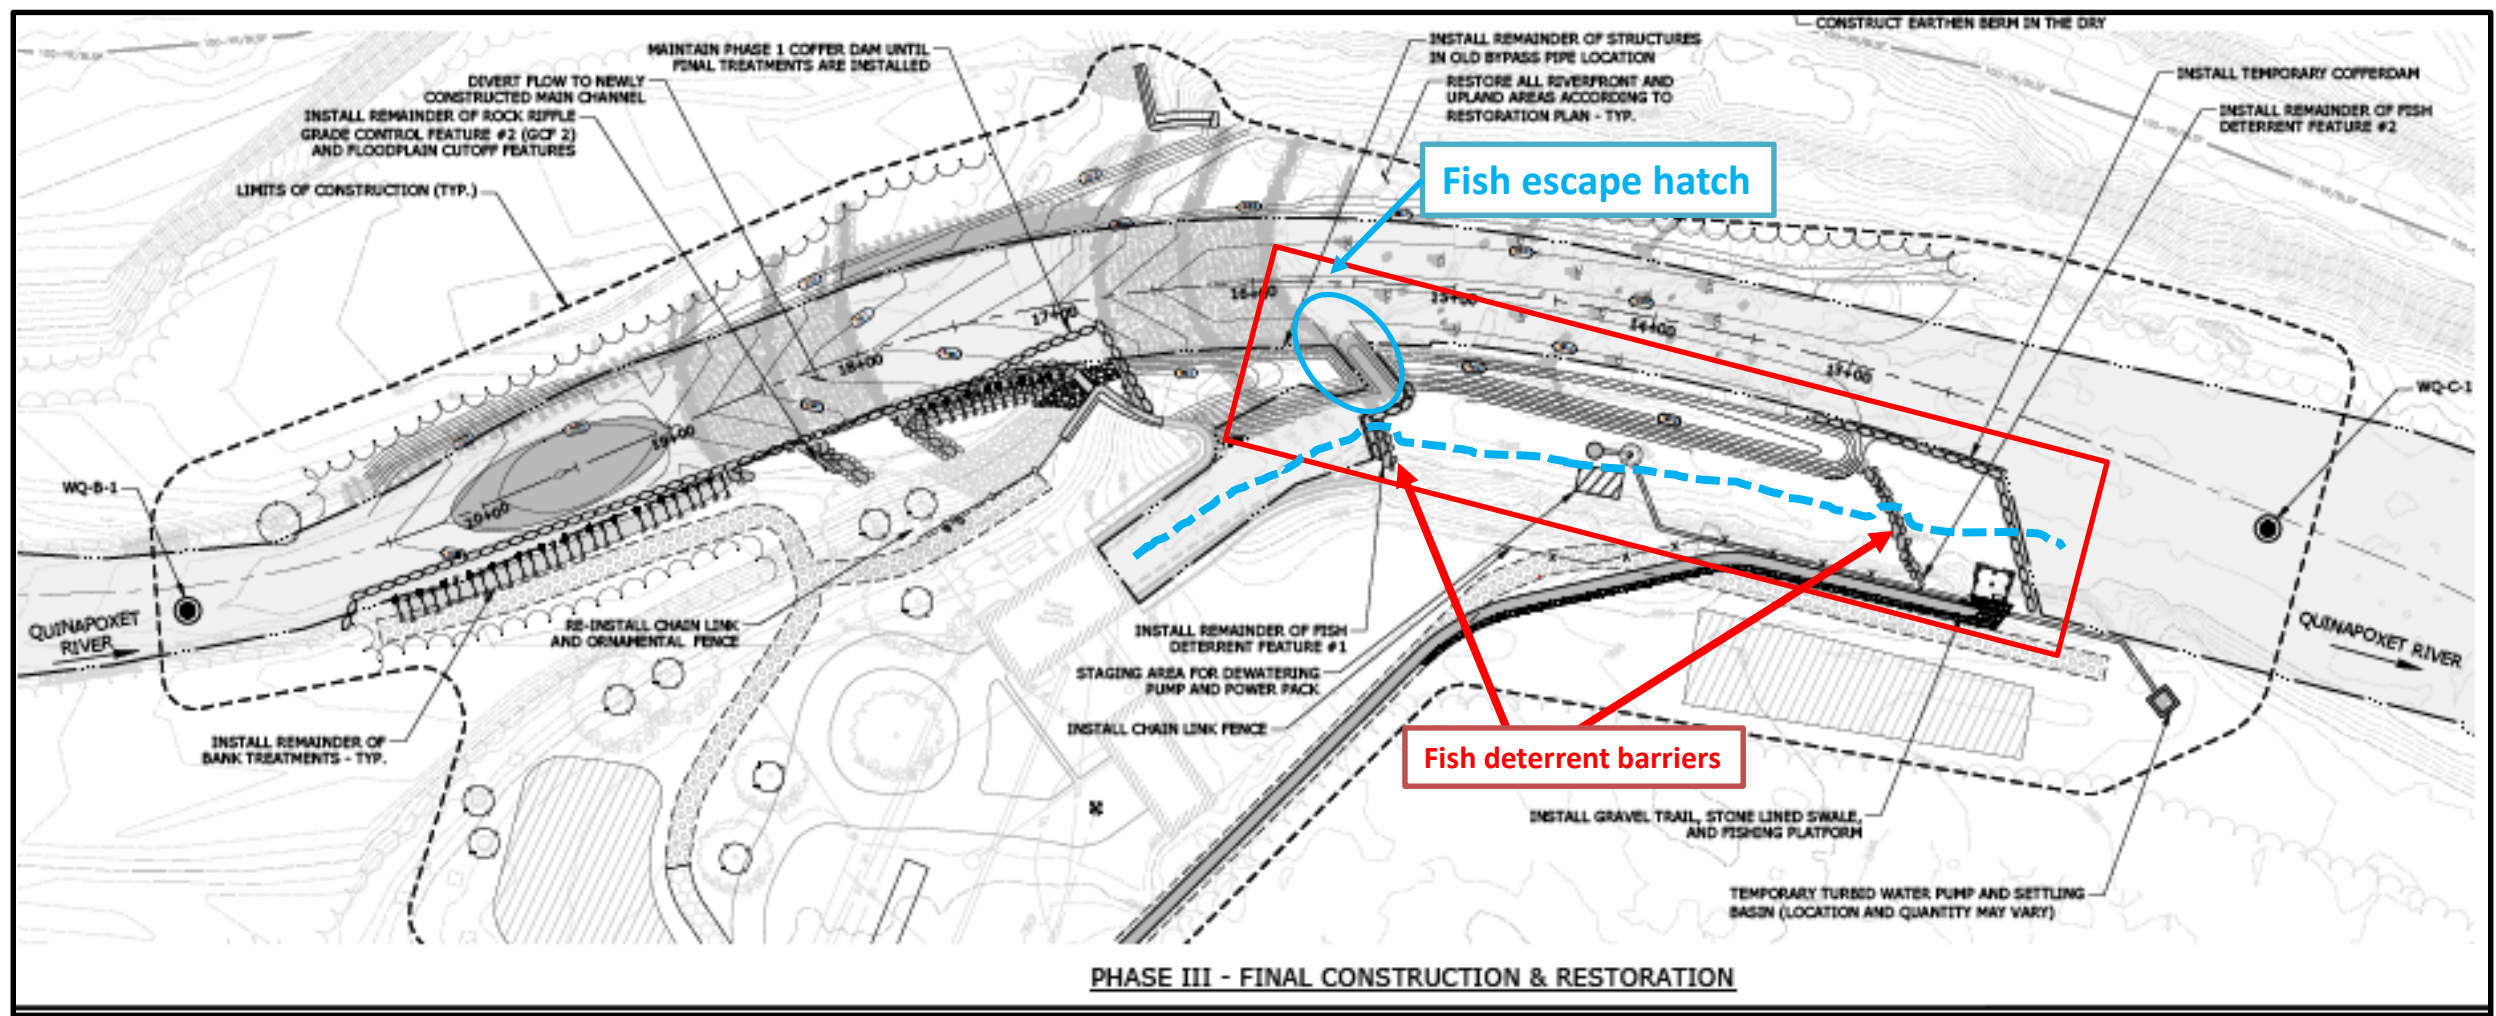 CONSTRUCT EARTHEN BERM IN THE DRY
MAINTAIN PHASE 1 COFFER DAM UNTIL
FINAL TREATMENTS ARE INSTALLED
INSTALL REMAINDER OF STRUCTURES
IN OLD BYPASS PIPE LOCATION
DIVERT FLOW TO NEWLY
CONSTRUCTED MAIN CHANNEL
RESTORE ALL RIVERFRONT AND
UPLAND AREAS ACCORDING TO
RESTORATION PLAN - TYP.
INSTALL TEMPORARY COFFERDAM
INSTALL REMAINDER OF FISH
DETERRENT FEATURE #2
INSTALL REMAINDER OF ROCK RIFFLE
GRADE CONTROL FEATURE #2 (GCF 2)
AND FLOODPLAIN CUTOFF FEATURES
Fish escape hatch
LIMITS OF CONSTRUCTION (TYP.)
16+00
15+00
14+00
13+00
17+00
18+00
19+00
20+00
WQ-C-1
WQ-B-1
QUINAPOXET
RIVER
QUINAPOXET RIVER
RE-INSTALL CHAIN LINK
AND ORNAMENTAL FENCE
INSTALL REMAINDER OF FISH
DETERRENT FEATURE #1
STAGING AREA FOR DEWATERING
PUMP AND POWER PACK
INSTALL CHAIN LINK FENCE
Fish deterrent barriers
INSTALL REMAINDER OF
BANK TREATMENTS - TYP.
INSTALL GRAVEL TRAIL, STONE LINED SWALE,
AND FISHING PLATFORM
TEMPORARY TURBID WATER PUMP AND SETTLING
BASIN (LOCATION AND QUANTITY MAY VARY)
PHASE III - FINAL CONSTRUCTION & RESTORATION